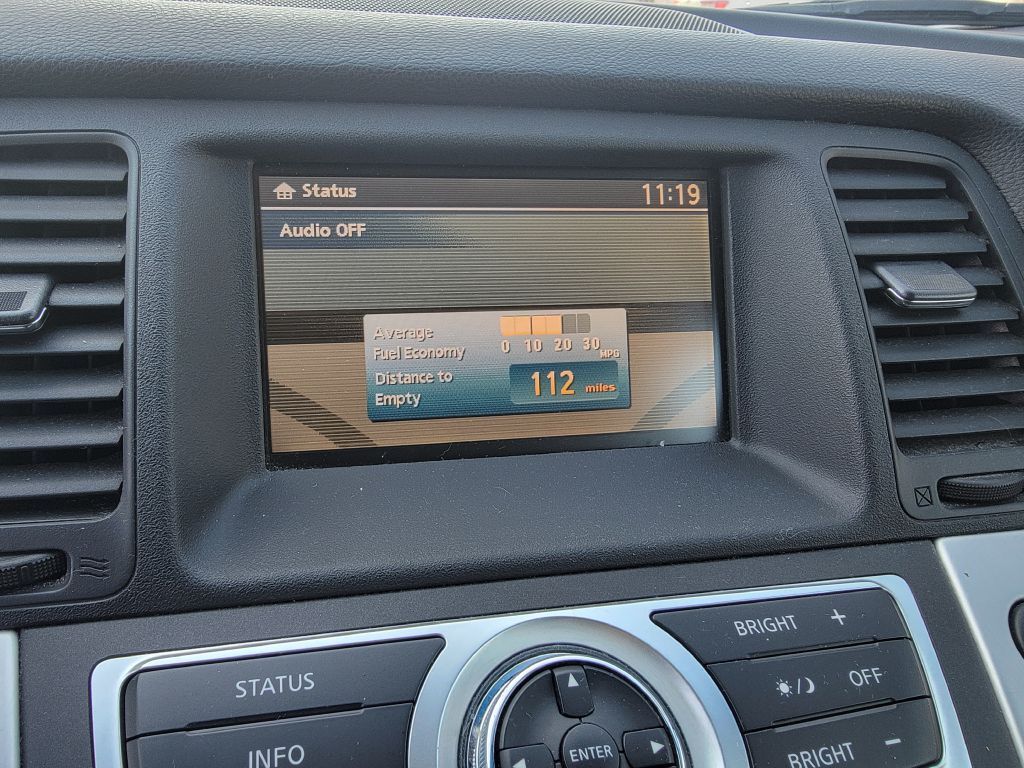 Status 11:19
Audio OFF
Average
Fuel Economy
0 10 20 30 MPG
Distance to
Empty
112 miles
STATUS
INFO
ENTER
BRIGHT +
/ OFF
BRIGHT -